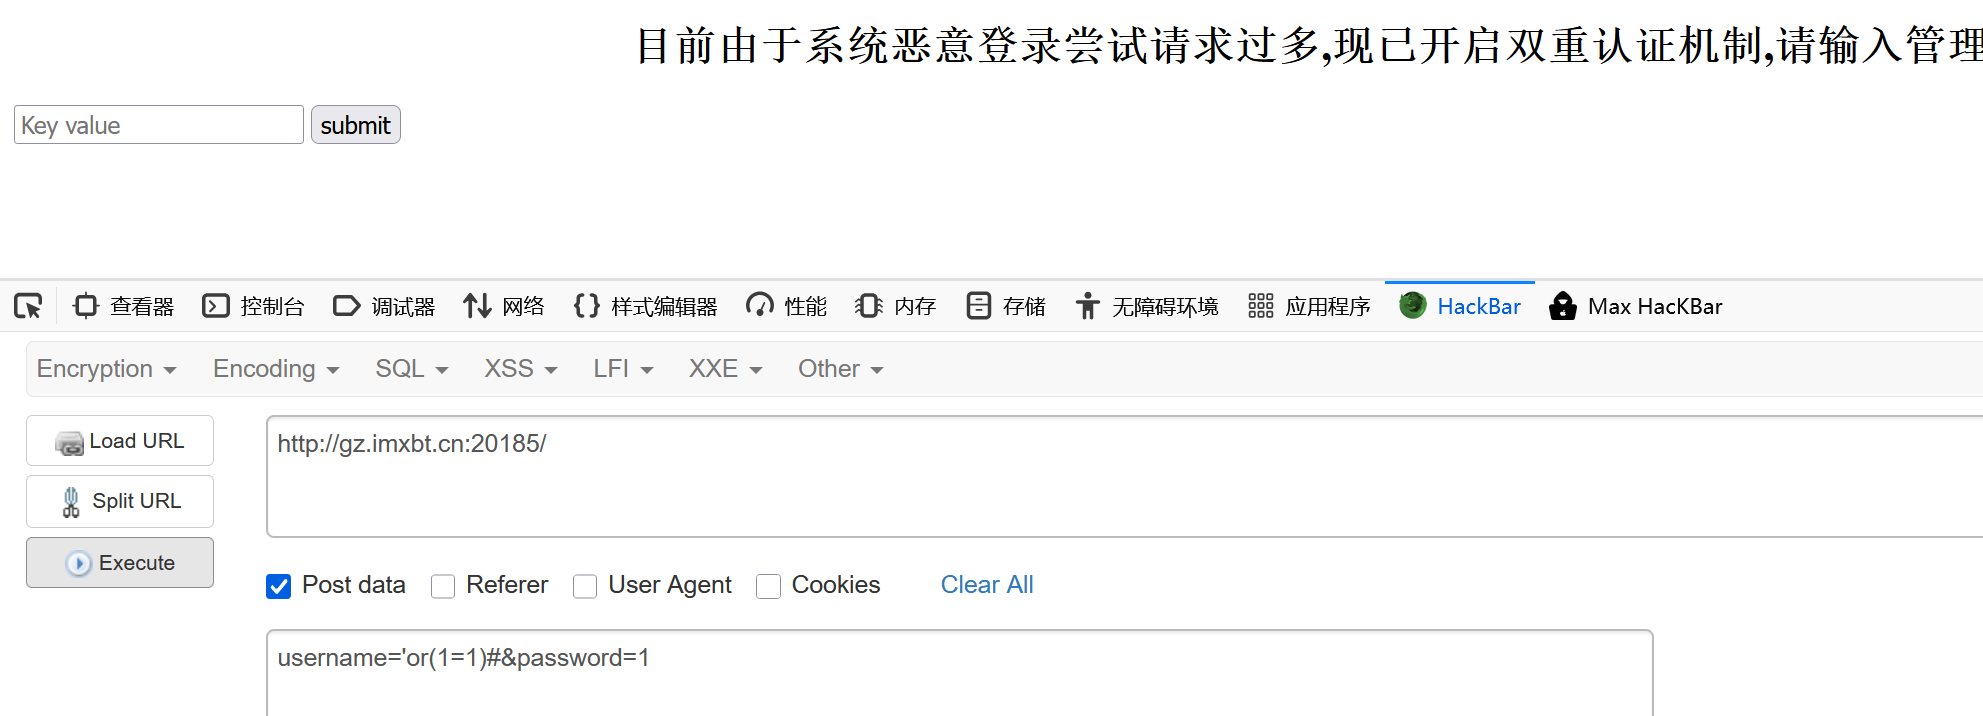 目前由于系统恶意登录尝试请求过多,现已开启双重认证机制,请输入管理
Key value submit
查看器 控制台 调试器 网络 样式编辑器 性能 内存 存储 无障碍环境 应用程序 HackBar Max HacKBar
Encryption Encoding SQL XSS LFI XXE Other
Load URL
http://gz.imxbt.cn:20185/
Split URL
Execute
Post data Referer User Agent Cookies Clear All
username='or(1=1)#&password=1